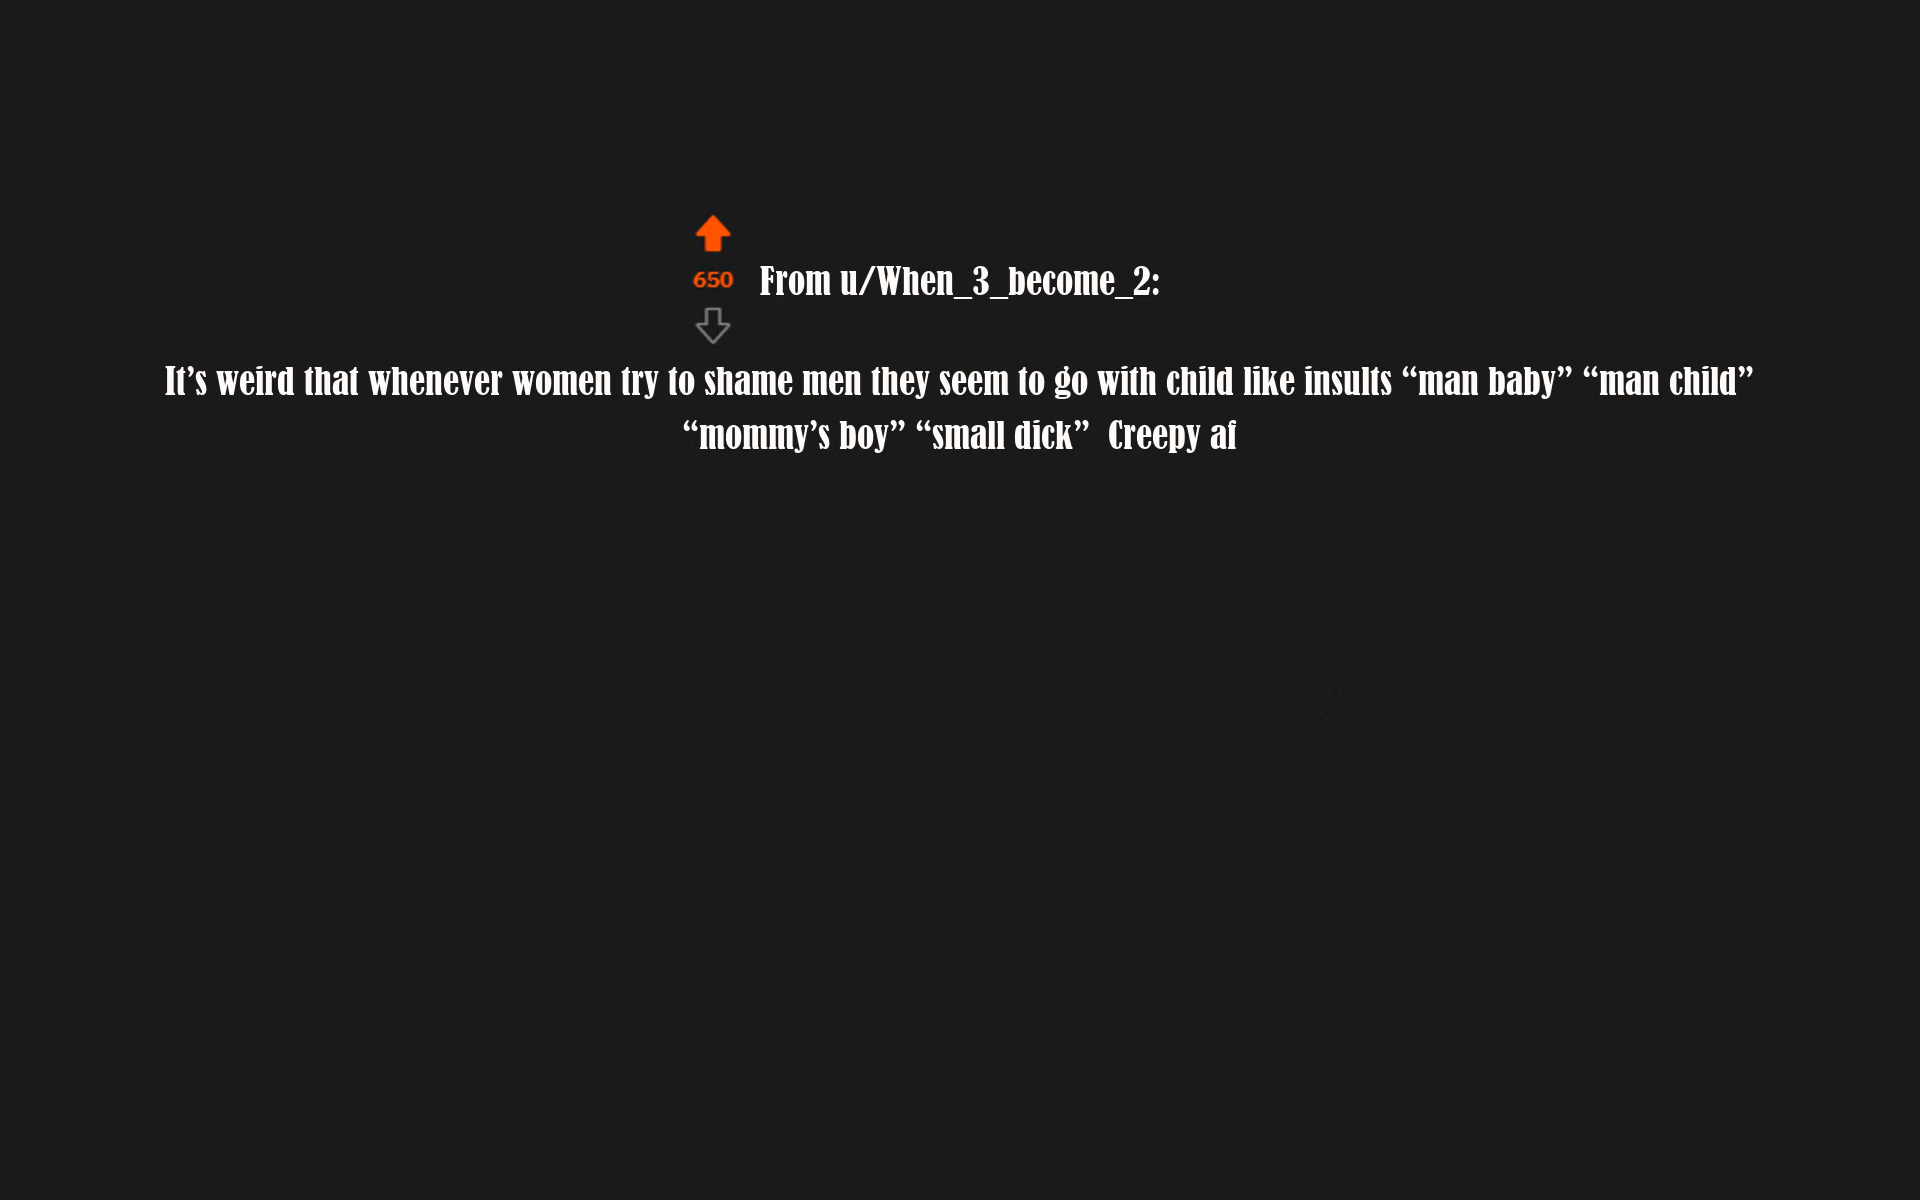 650
From u/When_3_become_2:
It’s weird that whenever women try to shame men they seem to go with child like insults “man baby” “man child”
“mommy’s boy” “small dick”  Creepy af